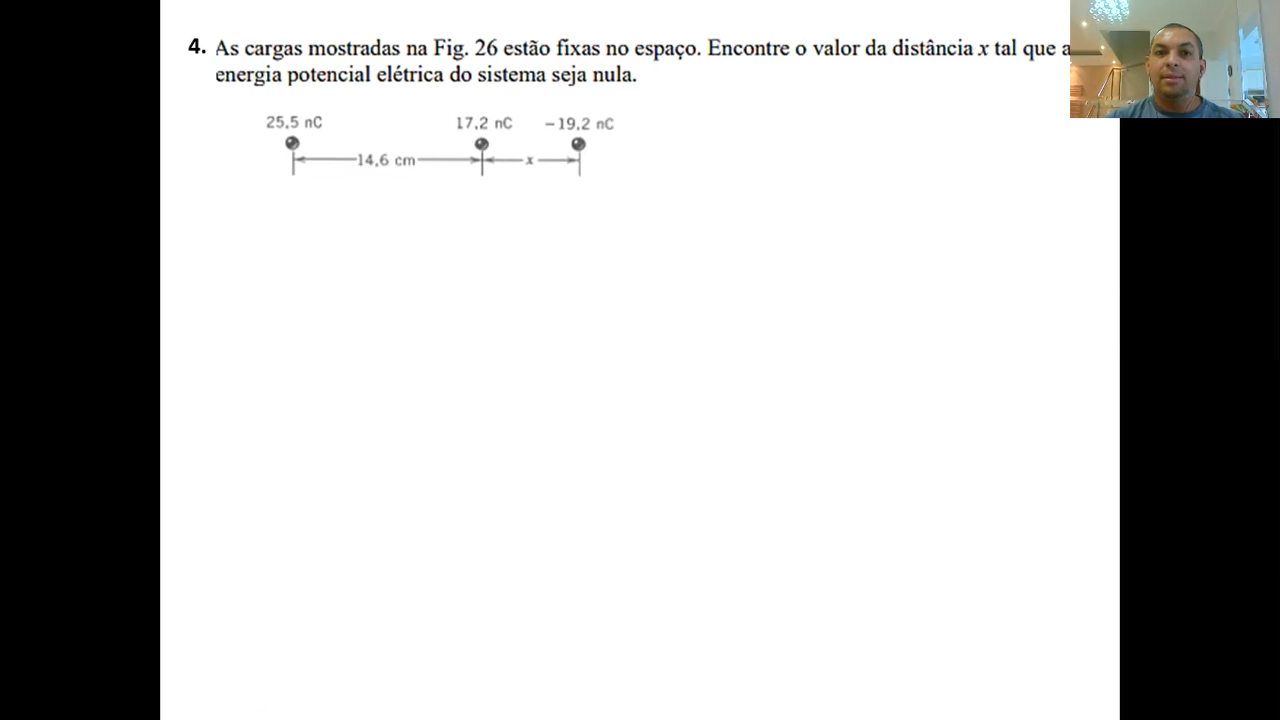 4. As cargas mostradas na Fig. 26 estão fixas no espaço. Encontre o valor da distância x tal que a
energia potencial elétrica do sistema seja nula.
25,5 nC 17,2 nC −19,2 nC
14,6 cm x